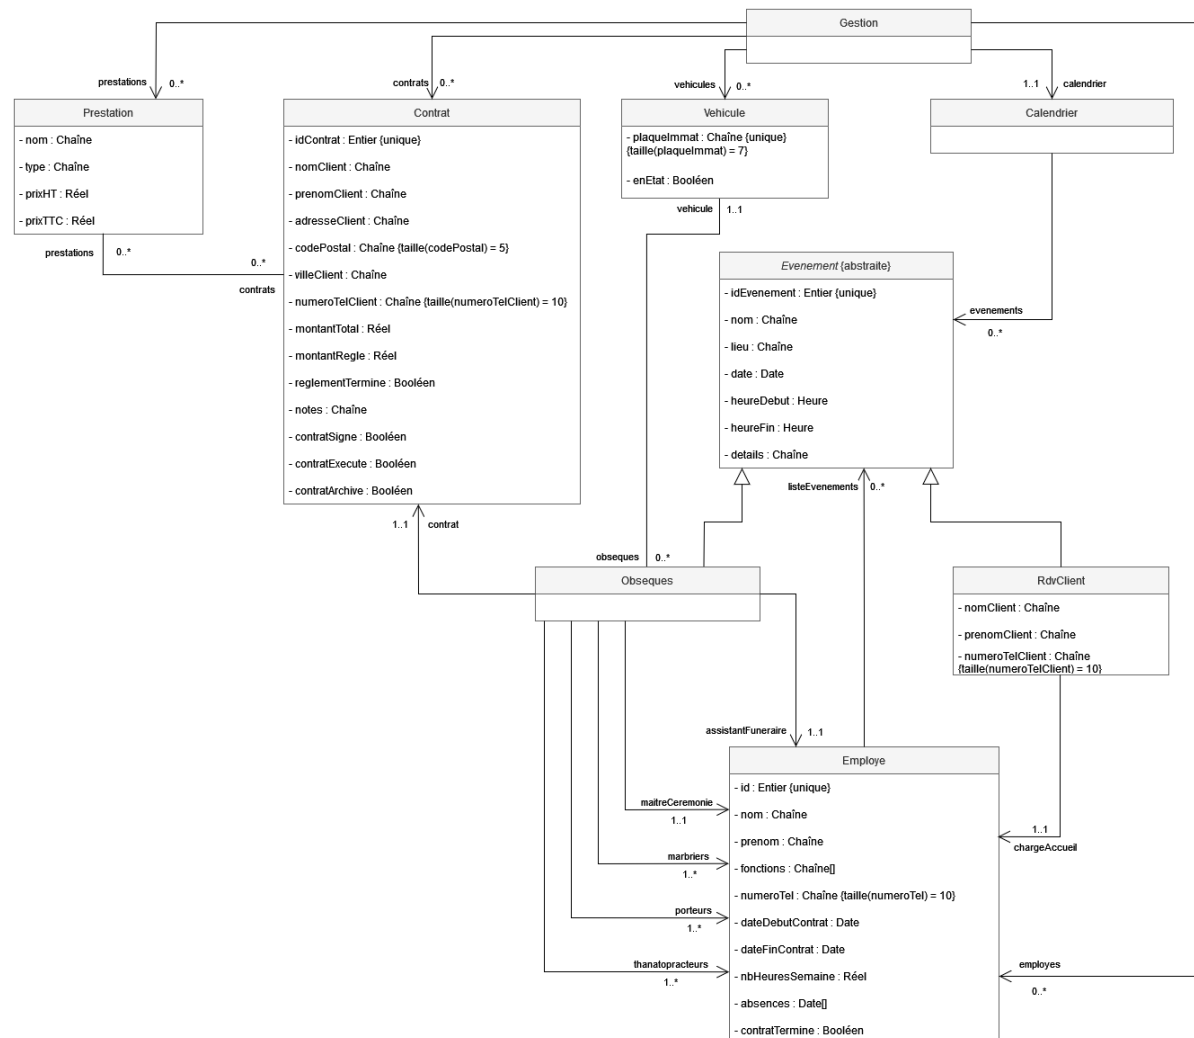 Gestion
prestations
0..*
contrats
0..*
vehicules
0..*
1..1
calendrier
Prestation
- nom : Chaîne
- type : Chaîne
- prixHT : Réel
- prixTTC : Réel
prestations
0..*
0..*
contrats
Contrat
- idContrat : Entier {unique}
- nomClient : Chaîne
- prenomClient : Chaîne
- adresseClient : Chaîne
- codePostal : Chaîne {taille(codePostal) = 5}
- villeClient : Chaîne
- numeroTelClient : Chaîne {taille(numeroTelClient) = 10}
- montantTotal : Réel
- montantRegle : Réel
- reglementTermine : Booléen
- notes : Chaîne
- contratSigne : Booléen
- contratExecute : Booléen
- contratArchive : Booléen
1..1
contrat
Vehicule
- plaqueImmat : Chaîne {unique}
{taille(plaqueImmat) = 7}
- enEtat : Booléen
vehicule
1..1
Calendrier
evenements
0..*
Evenement {abstraite}
- idEvenement : Entier {unique}
- nom : Chaîne
- lieu : Chaîne
- date : Date
- heureDebut : Heure
- heureFin : Heure
- details : Chaîne
listeEvenements
0..*
obseques
0..*
Obseques
RdvClient
- nomClient : Chaîne
- prenomClient : Chaîne
- numeroTelClient : Chaîne
{taille(numeroTelClient) = 10}
assistantFuneraire
1..1
maitreCeremonie
1..1
marbriers
1..*
porteurs
1..*
thanatopracteurs
1..*
Employe
- id : Entier {unique}
- nom : Chaîne
- prenom : Chaîne
- fonctions : Chaîne[]
- numeroTel : Chaîne {taille(numeroTel) = 10}
- dateDebutContrat : Date
- dateFinContrat : Date
- nbHeuresSemaine : Réel
- absences : Date[]
- contratTermine : Booléen
1..1
chargeAccueil
employes
0..*